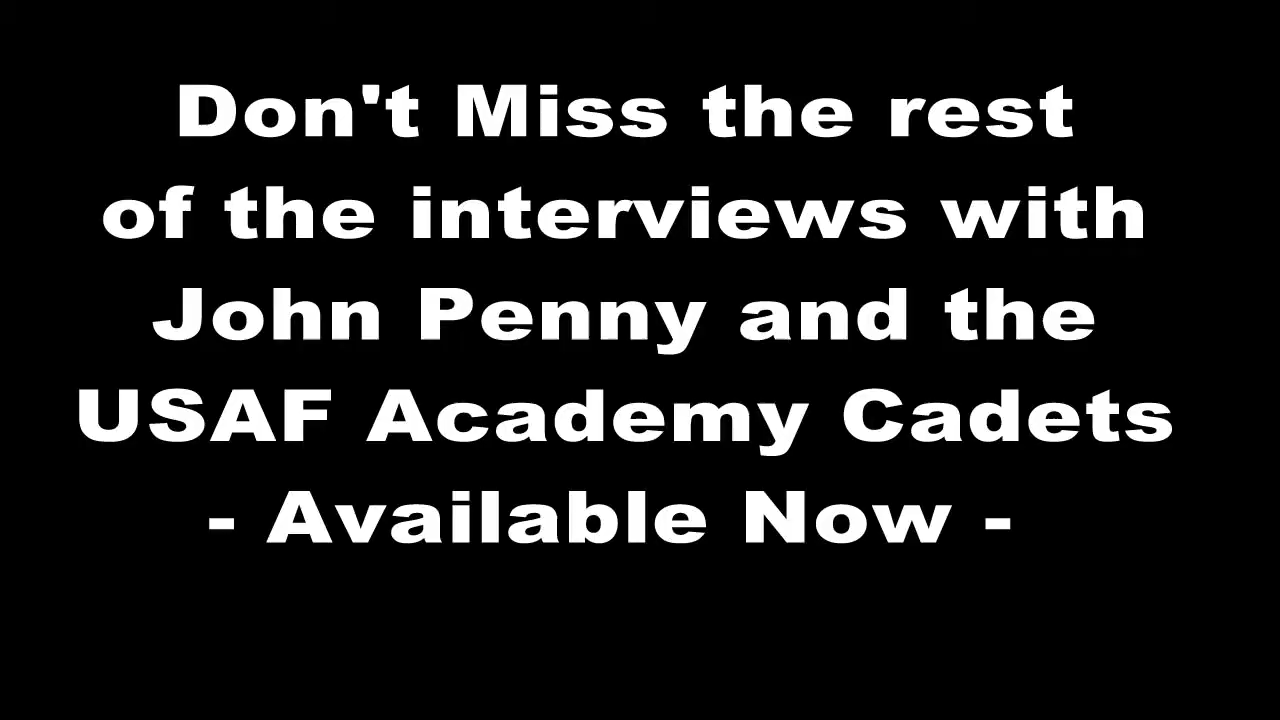 Don't Miss the rest
of the interviews with
John Penny and the
USAF Academy Cadets
- Available Now -